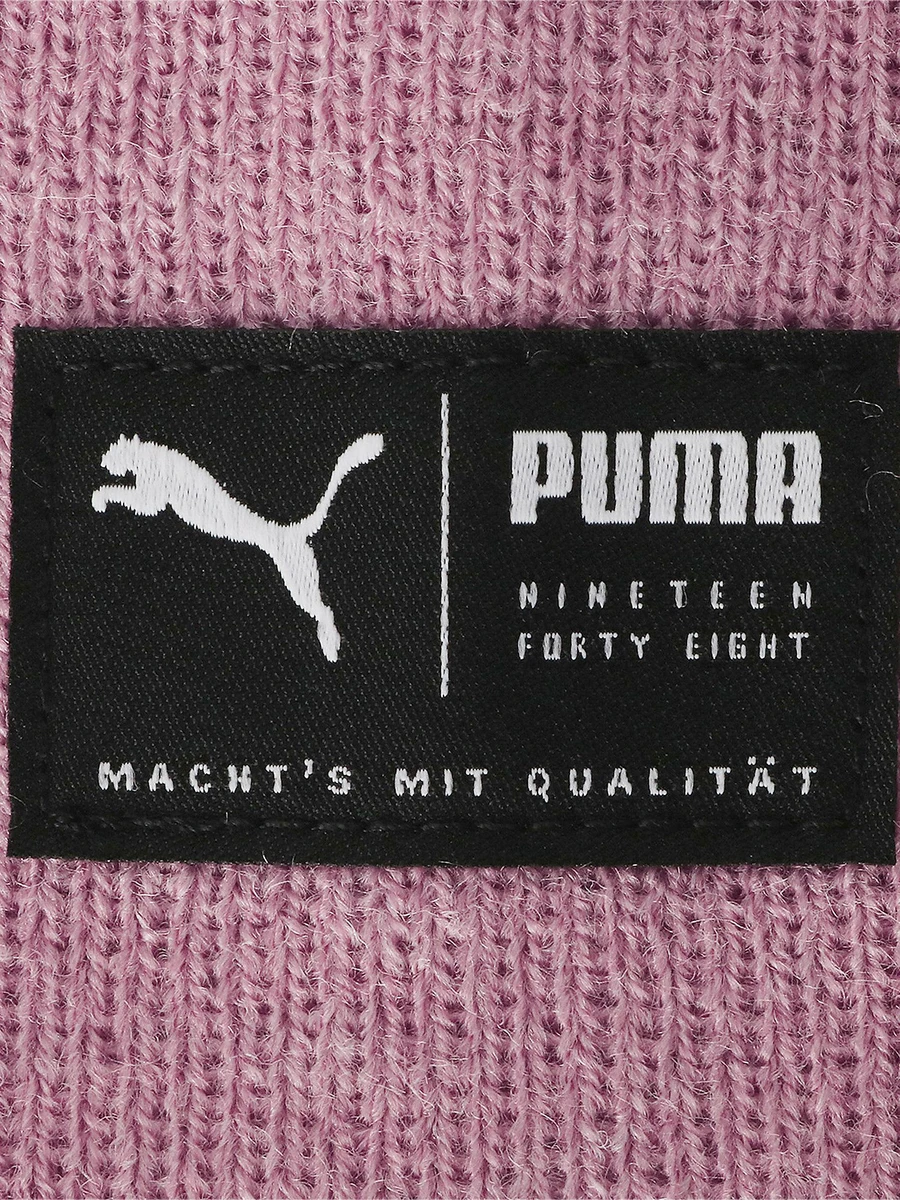 PUMA
NINETEEN
FORTY EIGHT
MACHT'S MIT QUALITÄT